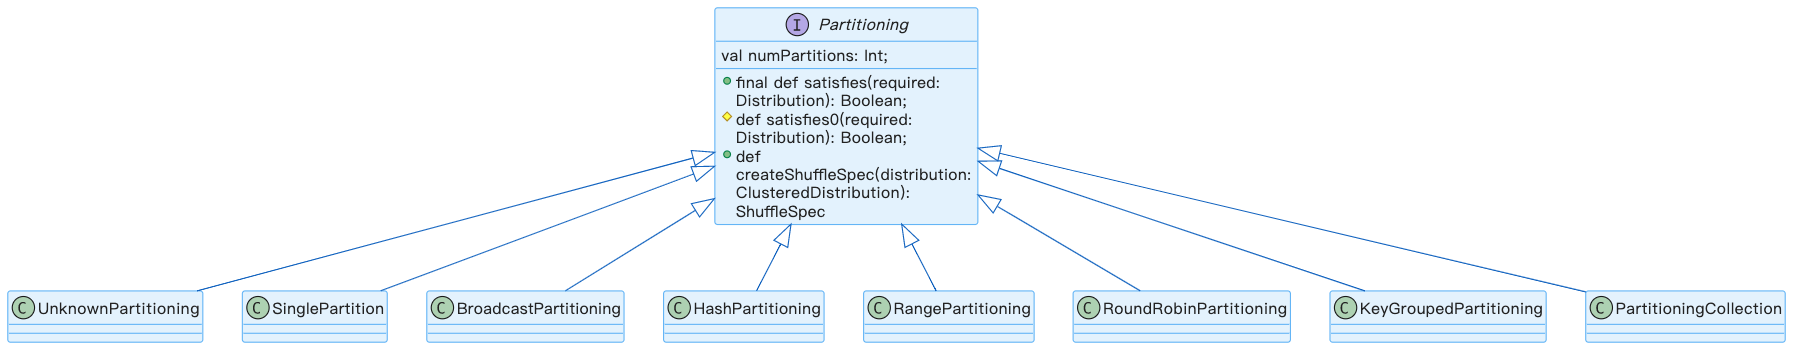 I Partitioning
val numPartitions: Int;
final def satisfies(required:
Distribution): Boolean;
def satisfies0(required:
Distribution): Boolean;
def
createShuffleSpec(distribution:
ClusteredDistribution):
ShuffleSpec
C UnknownPartitioning
C SinglePartition
C BroadcastPartitioning
C HashPartitioning
C RangePartitioning
C RoundRobinPartitioning
C KeyGroupedPartitioning
C PartitioningCollection